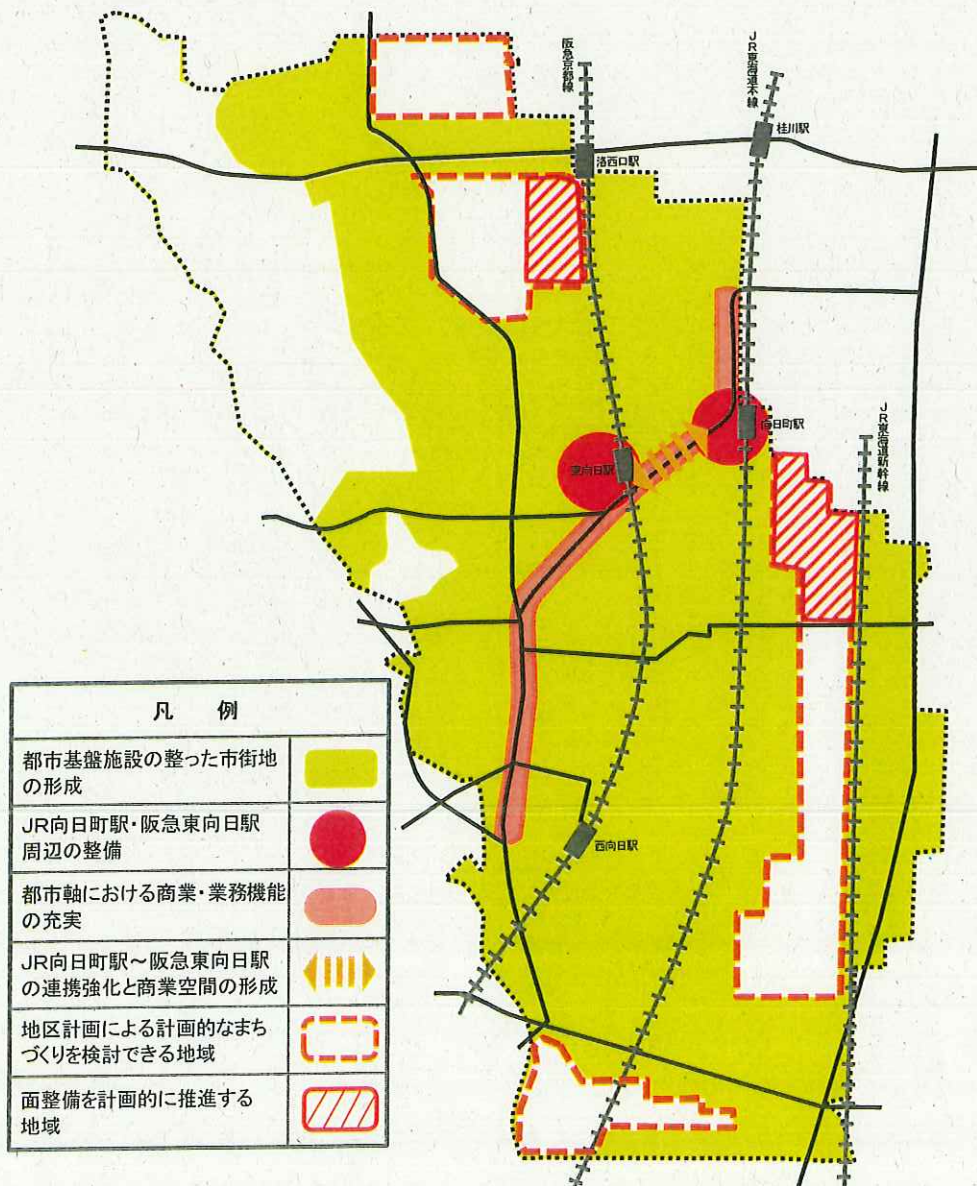 阪急京都線
JR東海道本線
桂川駅
洛西口駅
向日町駅
東向日駅
JR東海道新幹線
西向日駅
凡 例
都市基盤施設の整った市街地
の形成
JR向日町駅・阪急東向日駅
周辺の整備
都市軸における商業・業務機能
の充実
JR向日町駅～阪急東向日駅
の連携強化と商業空間の形成
地区計画による計画的なまち
づくりを検討できる地域
面整備を計画的に推進する
地域